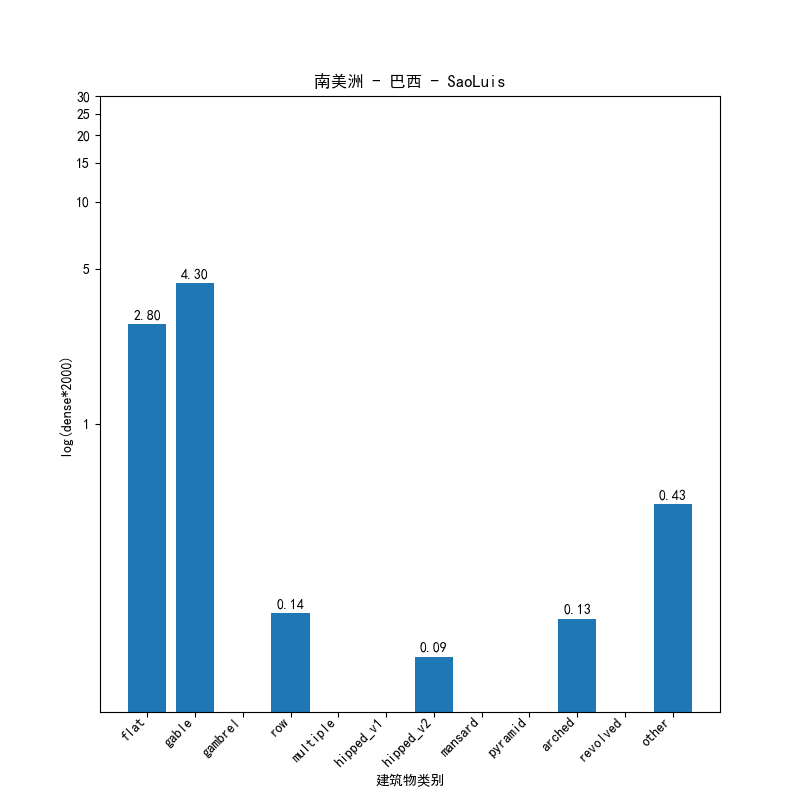 南美洲 - 巴西 - SaoLuis
30
25
20
15
10
5
1
log(dense*2000)
2.80
4.30
0.14
0.09
0.13
0.43
flat
gable
gambrel
row
multiple
hipped_v1
hipped_v2
mansard
pyramid
arched
revolved
other
建筑物类别